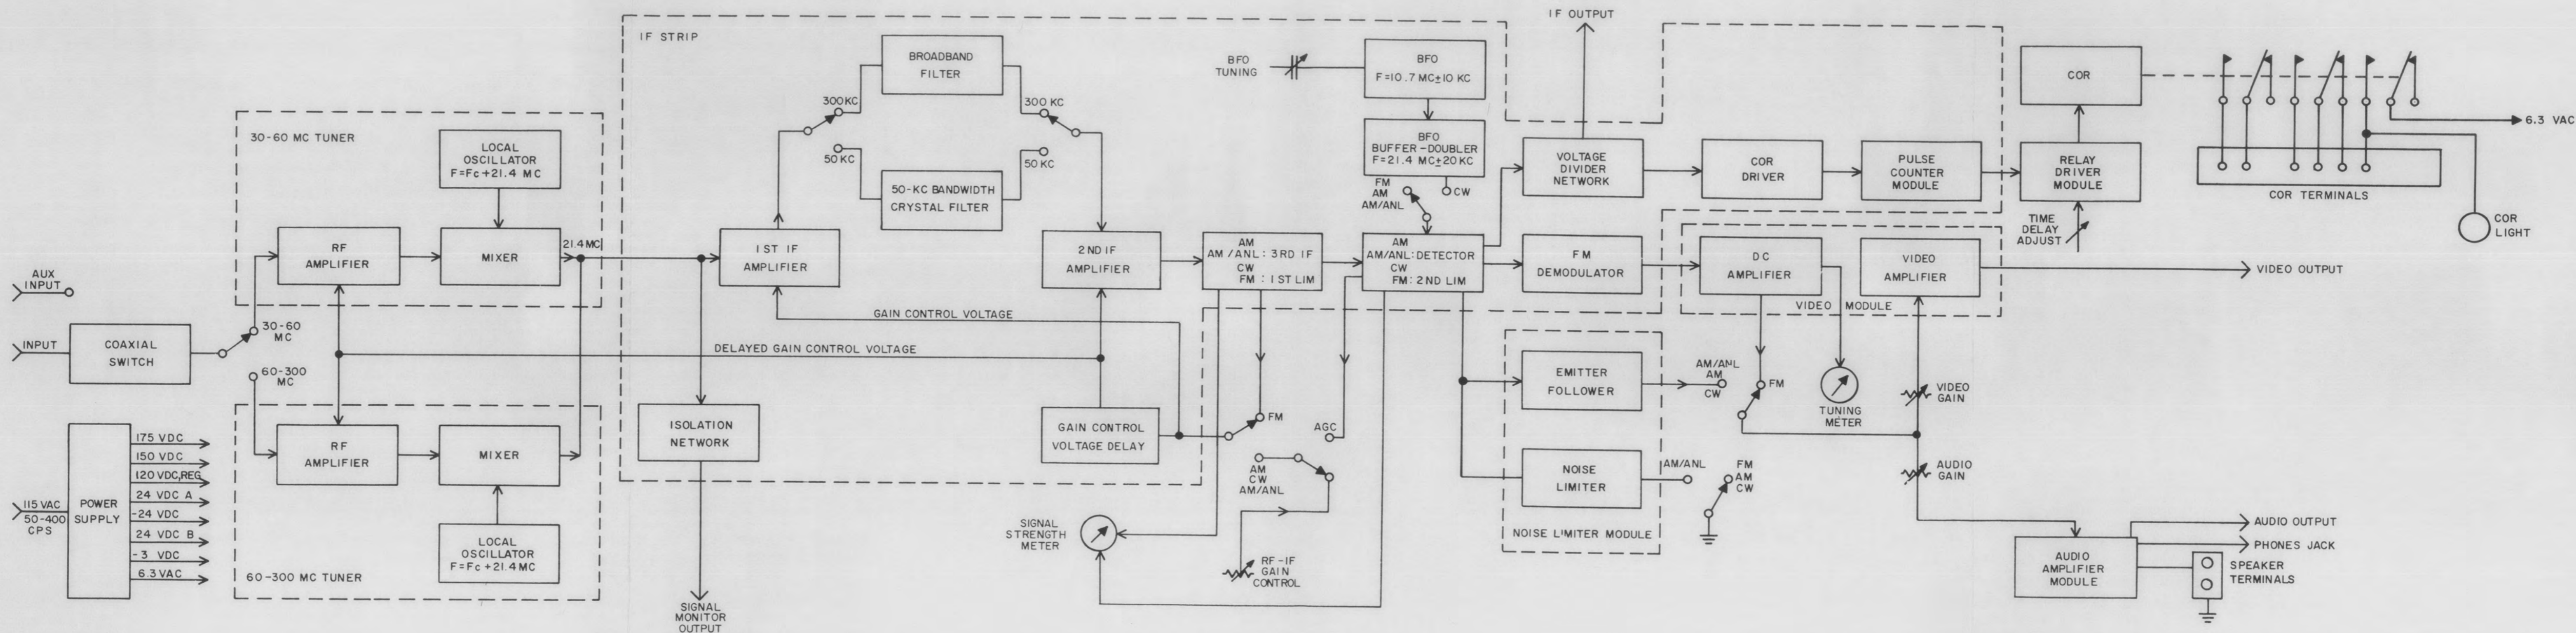 AUX
INPUT
INPUT
COAXIAL
SWITCH
115 VAC
50-400
CPS
POWER
SUPPLY
175 VDC
150 VDC
120 VDC,REG
24 VDC A
-24 VDC
24 VDC B
-3 VDC
6.3 VAC
30-60
MC
60-300
MC
30-60 MC TUNER
LOCAL
OSCILLATOR
F=Fc+21.4 MC
RF
AMPLIFIER
MIXER
21.4 MC
RF
AMPLIFIER
MIXER
LOCAL
OSCILLATOR
F=Fc+21.4MC
60-300 MC TUNER
IF STRIP
BROADBAND
FILTER
300KC
300 KC
50 KC
50 KC
50-KC BANDWIDTH
CRYSTAL FILTER
1ST IF
AMPLIFIER
2ND IF
AMPLIFIER
GAIN CONTROL VOLTAGE
DELAYED GAIN CONTROL VOLTAGE
ISOLATION
NETWORK
GAIN CONTROL
VOLTAGE DELAY
SIGNAL
MONITOR
OUTPUT
AM
AM/ANL: 3RD IF
CW
FM : 1ST LIM
AM
AM/ANL: DETECTOR
CW
FM: 2ND LIM
BFO
TUNING
BFO
F=10.7 MC±10 KC
BFO
BUFFER-DOUBLER
F=21.4 MC±20KC
FM
AM
AM/ANL
CW
IF OUTPUT
VOLTAGE
DIVIDER
NETWORK
COR
DRIVER
PULSE
COUNTER
MODULE
FM
DEMODULATOR
DC
AMPLIFIER
VIDEO
AMPLIFIER
VIDEO MODULE
COR
RELAY
DRIVER
MODULE
TIME
DELAY
ADJUST
COR TERMINALS
6.3 VAC
COR
LIGHT
VIDEO OUTPUT
FM
AGC
AM
CW
AM/ANL
SIGNAL
STRENGTH
METER
RF-IF
GAIN
CONTROL
EMITTER
FOLLOWER
NOISE
LIMITER
NOISE LIMITER MODULE
AM/ANL
AM
CW
FM
AM/ANL
FM
AM
CW
TUNING
METER
VIDEO
GAIN
AUDIO
GAIN
AUDIO
AMPLIFIER
MODULE
AUDIO OUTPUT
PHONES JACK
SPEAKER
TERMINALS